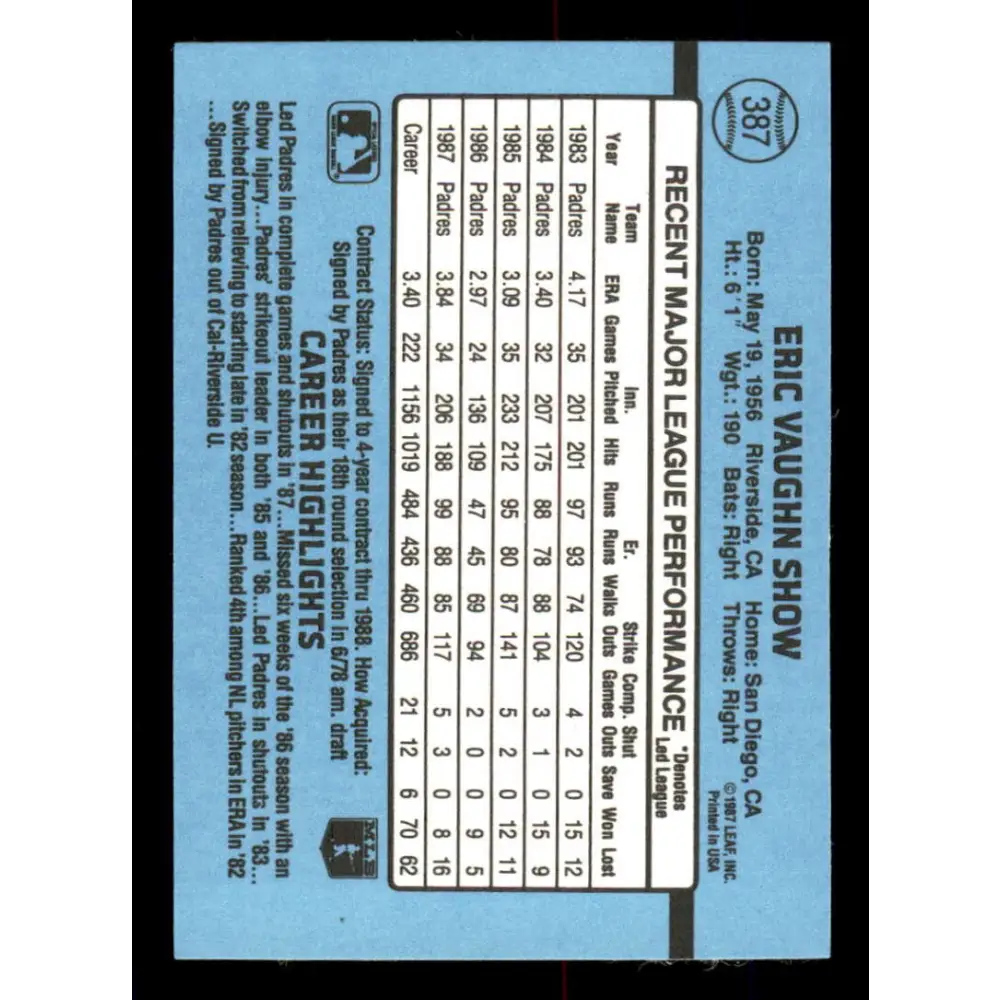 387
ERIC VAUGHN SHOW
Born: May 19, 1956 Riverside, CA Home: San Diego, CA
Ht.: 6'1" Wgt.: 190 Bats: Right Throws: Right
©1987 LEAF, INC.
Printed in USA
RECENT MAJOR LEAGUE PERFORMANCE *Denotes Led League
Year Team Name ERA Games Inn. Pitched Hits Runs Er. Runs Walks Strike Outs Comp. Games Shut Outs Save Won Lost
1983 Padres 4.17 35 201 201 97 93 74 120 4 2 0 15 12
1984 Padres 3.40 32 207 175 88 78 88 104 3 1 0 15 9
1985 Padres 3.09 35 233 212 95 80 87 141 5 2 0 12 11
1986 Padres 2.97 24 136 109 47 45 69 94 2 0 0 9 5
1987 Padres 3.84 34 206 188 99 88 85 117 5 3 0 8 16
Career 3.40 222 1156 1019 484 436 460 686 21 12 6 70 62
Contract Status: Signed to 4-year contract thru 1988. How Acquired:
Signed by Padres as their 18th round selection in 6/78 am. draft
MLB
CAREER HIGHLIGHTS
Led Padres in complete games and shutouts in '87...Missed six weeks of the '86 season with an
elbow injury...Padres' strikeout leader in both '85 and '86...Led Padres in shutouts in '83...
Switched from relieving to starting late in '82 season...Ranked 4th among NL pitchers in ERA in '82
...Signed by Padres out of Cal-Riverside U.